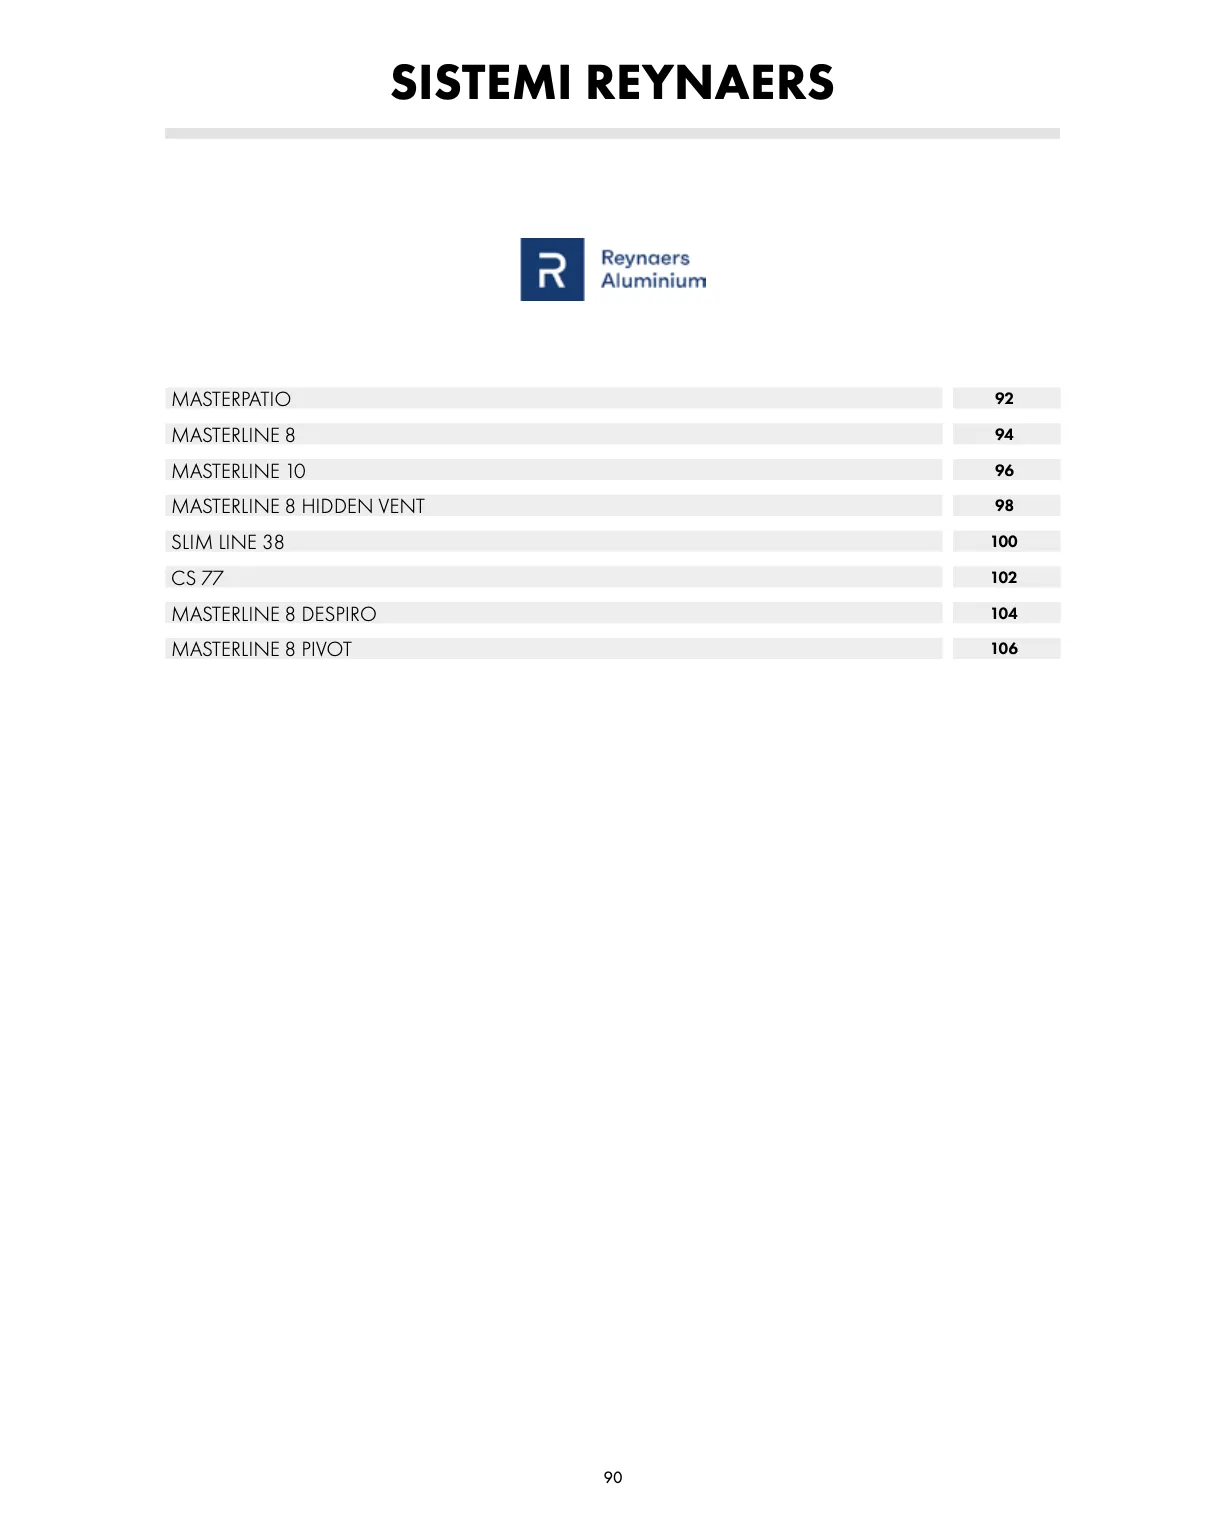 SISTEMI REYNAERS
R
Reynaers
Aluminium
MASTERPATIO 92
MASTERLINE 8 94
MASTERLINE 10 96
MASTERLINE 8 HIDDEN VENT 98
SLIM LINE 38 100
CS 77 102
MASTERLINE 8 DESPIRO 104
MASTERLINE 8 PIVOT 106
90